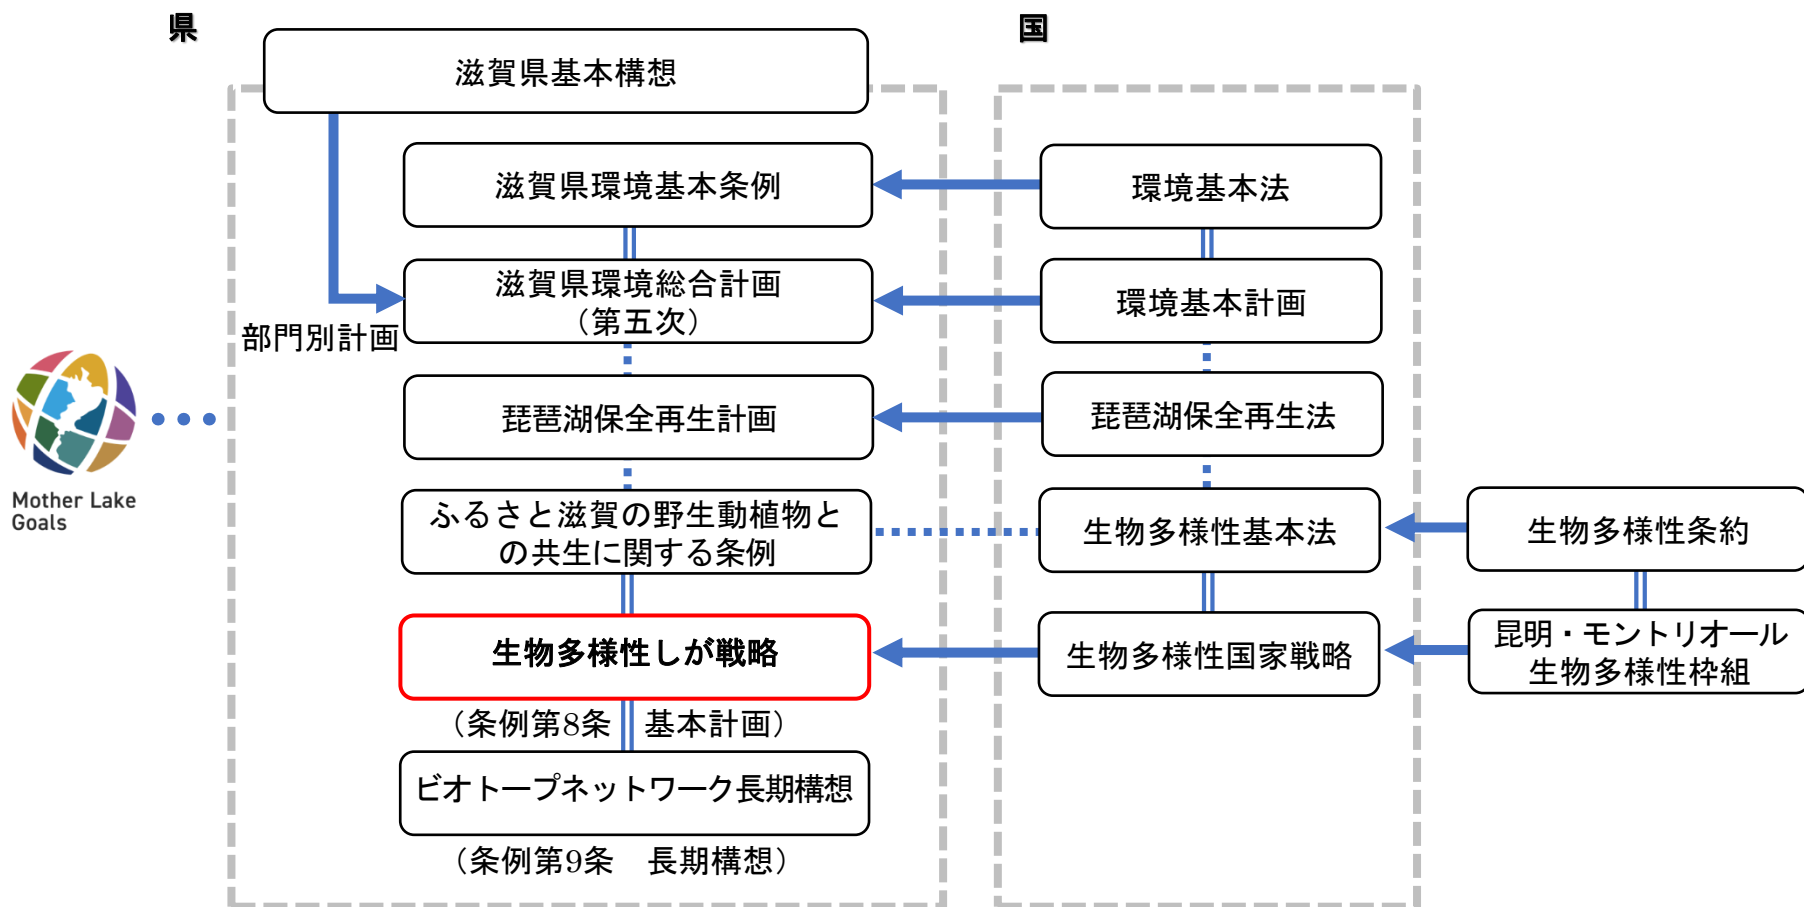 県
滋賀県基本構想
滋賀県環境基本条例
滋賀県環境総合計画
（第五次）
部門別計画
琵琶湖保全再生計画
ふるさと滋賀の野生動植物と
の共生に関する条例
生物多様性しが戦略
（条例第8条　基本計画）
ビオトープネットワーク長期構想
（条例第9条　長期構想）
Mother Lake
Goals
国
環境基本法
環境基本計画
琵琶湖保全再生法
生物多様性基本法
生物多様性国家戦略
生物多様性条約
昆明・モントリオール
生物多様性枠組